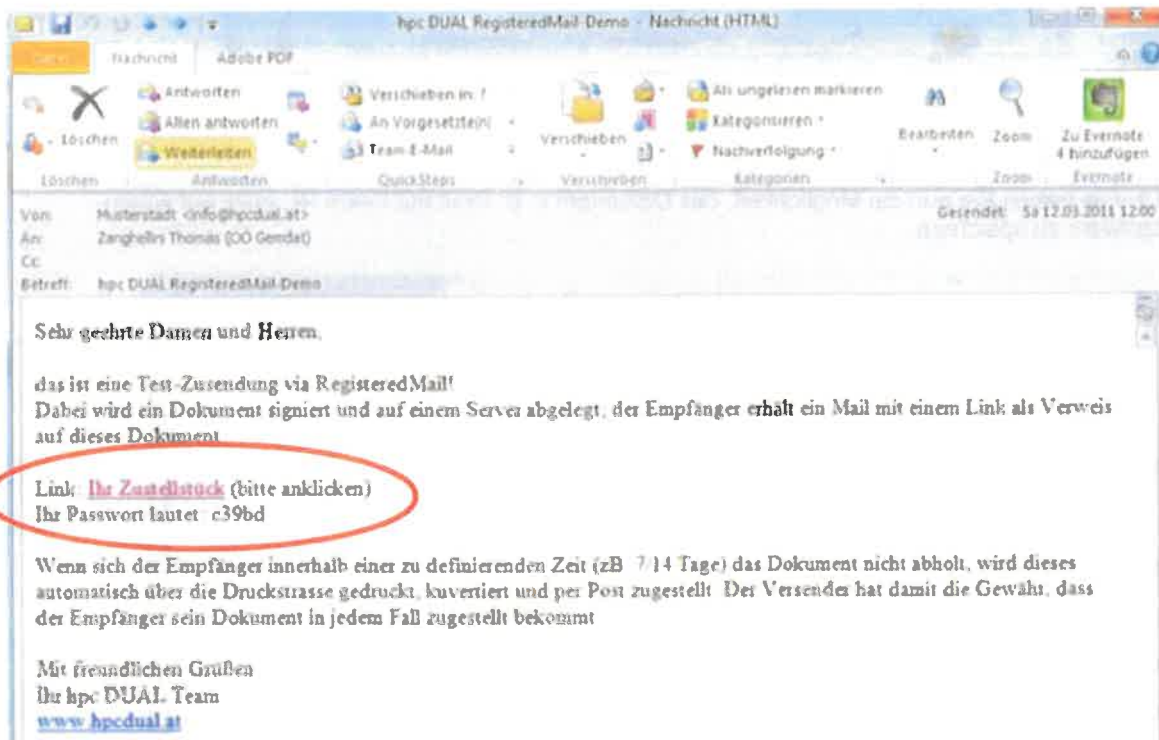 hpc DUAL RegisteredMail-Demo - Nachricht (HTML)
Nachricht Adobe PDF
Löschen
Antworten
Allen antworten
Weiterleiten
Verschieben in: ?
An Vorgesetzte(n)
Team-E-Mail
Verschieben
Als ungelesen markieren
Kategorisieren
Nachverfolgung
Bearbeiten
Zoom
Zu Evernote
4 hinzufügen
Löschen Antworten QuickSteps Verschieben Kategorien Zoom Evernote
Von: Musterstadt <info@hpcdual.at> Gesendet: Sa 12.03.2011 12:00
An: Zanghellini Thomas (OÖ Gemdat)
Cc:
Betreff: hpc DUAL RegisteredMail-Demo
Sehr geehrte Damen und Herren,
das ist eine Test-Zusendung via RegisteredMail!
Dabei wird ein Dokument signiert und auf einem Server abgelegt, der Empfänger erhält ein Mail mit einem Link als Verweis
auf dieses Dokument
Link: Ihr Zustellstück (bitte anklicken)
Ihr Passwort lautet: c39bd
Wenn sich der Empfänger innerhalb einer zu definierenden Zeit (zB 7/14 Tage) das Dokument nicht abholt, wird dieses
automatisch über die Druckstrasse gedruckt, kuvertiert und per Post zugestellt. Der Versender hat damit die Gewähr, dass
der Empfänger sein Dokument in jedem Fall zugestellt bekommt
Mit freundlichen Grüßen
Ihr hpc DUAL Team
www.hpcdual.at